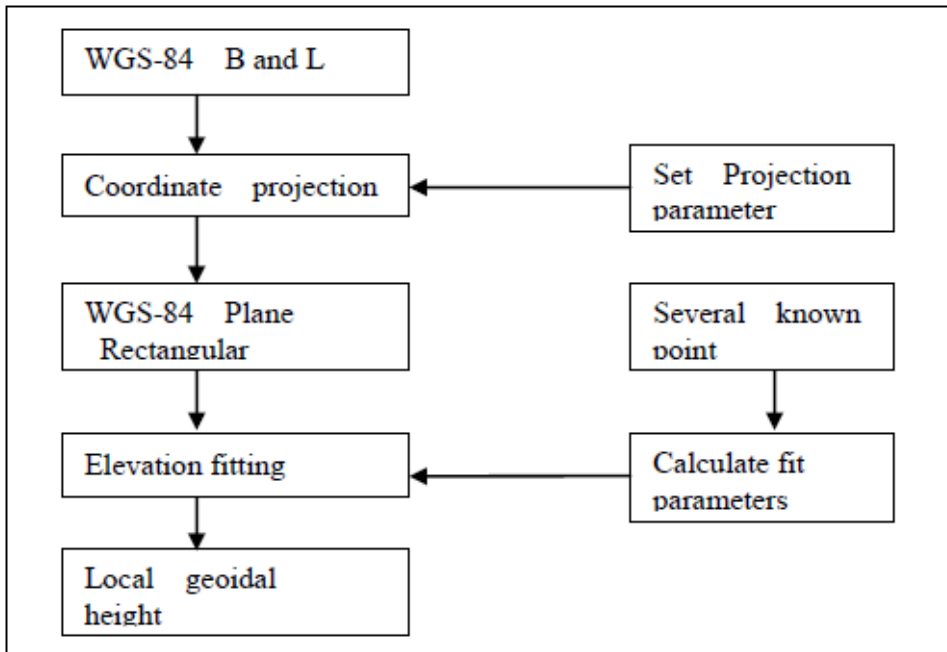 WGS-84 B and L
Coordinate projection
Set Projection
parameter
WGS-84 Plane
Rectangular
Several known
point
Elevation fitting
Calculate fit
parameters
Local geoidal
height